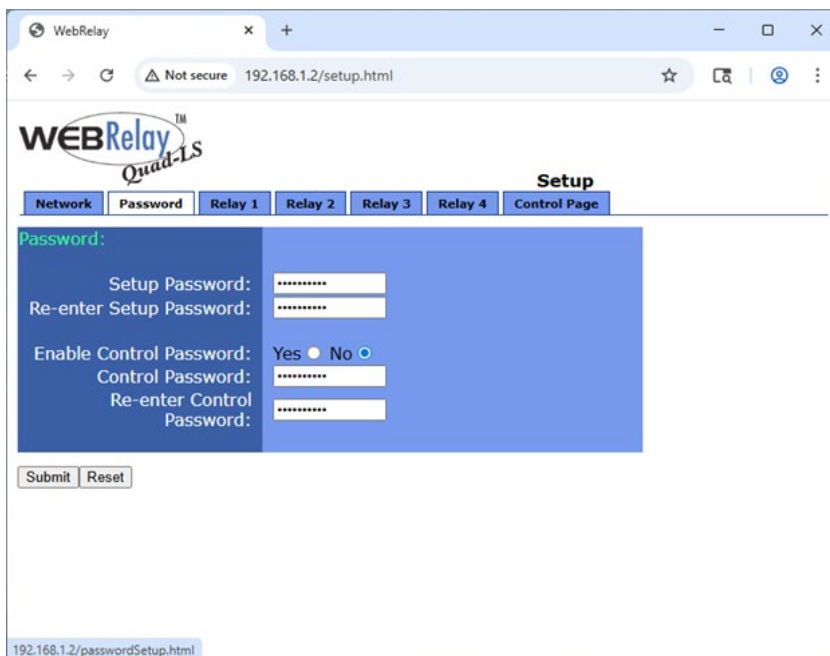 WebRelay
Not secure 192.168.1.2/setup.html
WEBRelay TM
Quad-LS
Setup
Network Password Relay 1 Relay 2 Relay 3 Relay 4 Control Page
Password:
Setup Password: ••••••••••
Re-enter Setup Password: ••••••••••
Enable Control Password: Yes No
Control Password: ••••••••••
Re-enter Control
Password: ••••••••••
Submit Reset
192.168.1.2/passwordSetup.html